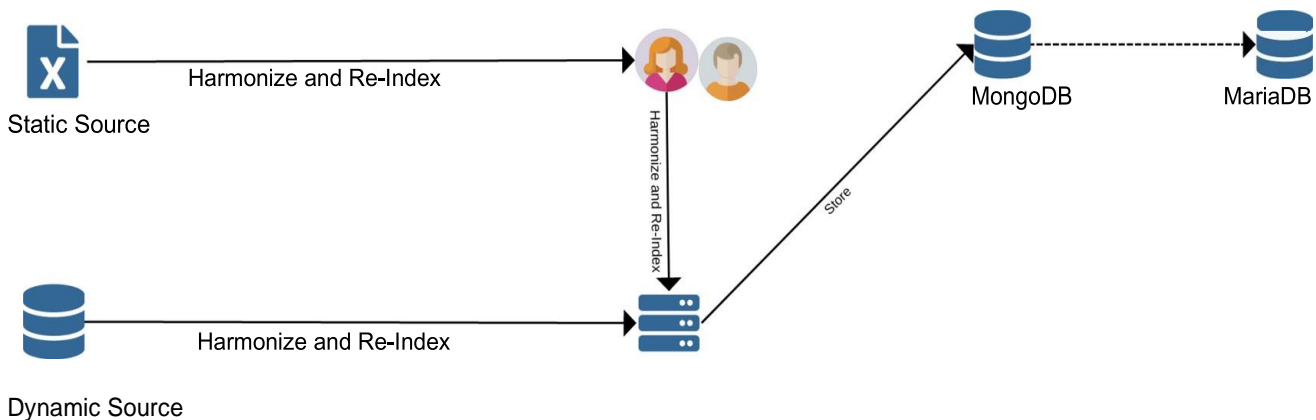 X
Harmonize and Re-Index
Static Source
MongoDB
MariaDB
Harmonize and Re-Index
Store
Harmonize and Re-Index
Dynamic Source